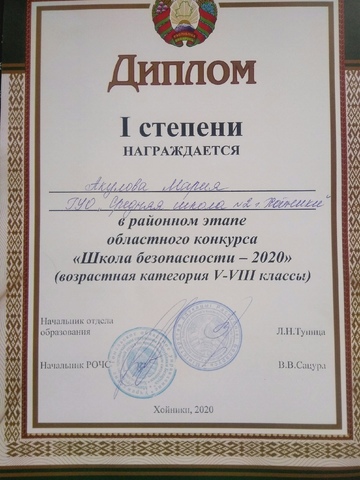 ДИПЛОМ
I степени
НАГРАЖДАЕТСЯ
Акулова Мария
ГУО „Средняя школа №2 г. Хойники"
в районном этапе
областного конкурса
«Школа безопасности – 2020»
(возрастная категория V-VIII классы)
Начальник отдела
образования
Л.Н.Туница
Начальник РОЧС
В.В.Сацура
Хойники, 2020